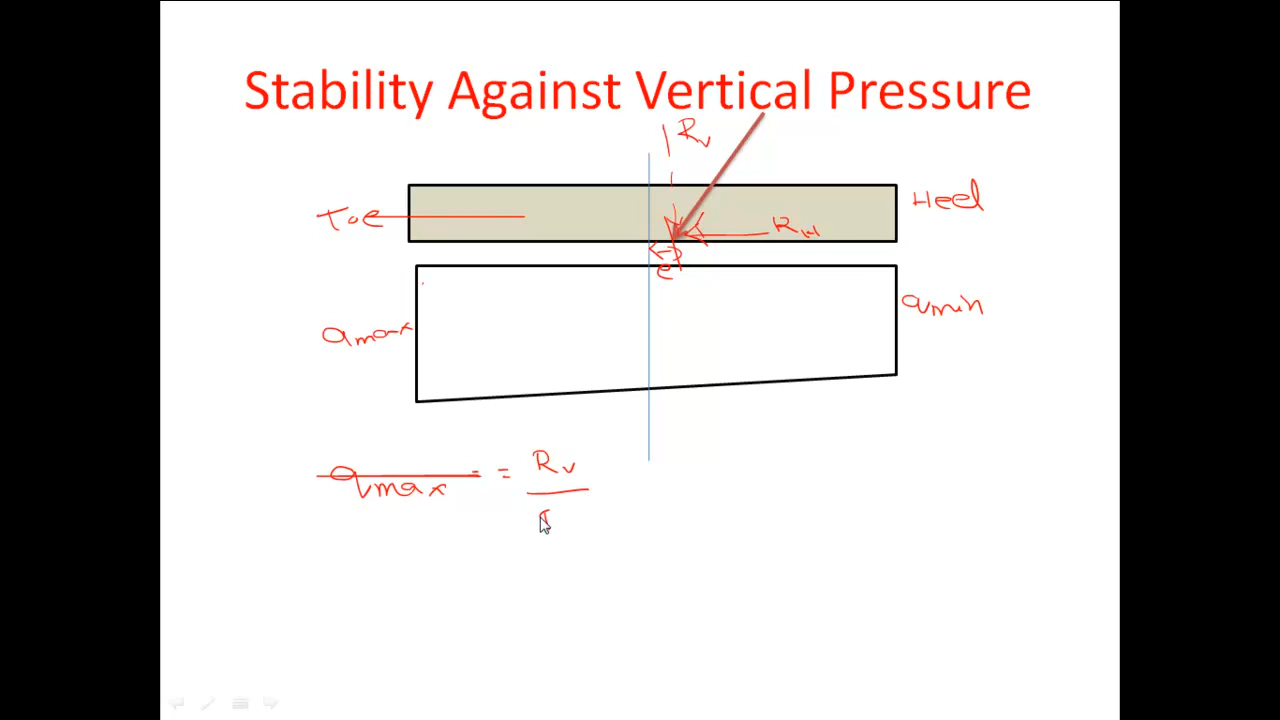 Stability Against Vertical Pressure
Rv
Toe
Heel
RH
e
qmax
qmin
qmax = Rv